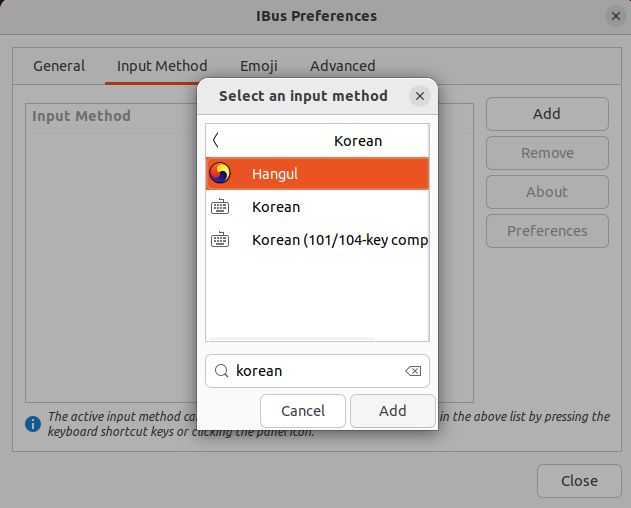 IBus Preferences
General
Input Method
Emoji
Advanced
Input Method
Add
Remove
About
Preferences
Select an input method
Korean
Hangul
Korean
Korean (101/104-key comp
korean
Cancel
Add
The active input method ca
in the above list by pressing the
keyboard shortcut keys or clicking the panel icon.
Close